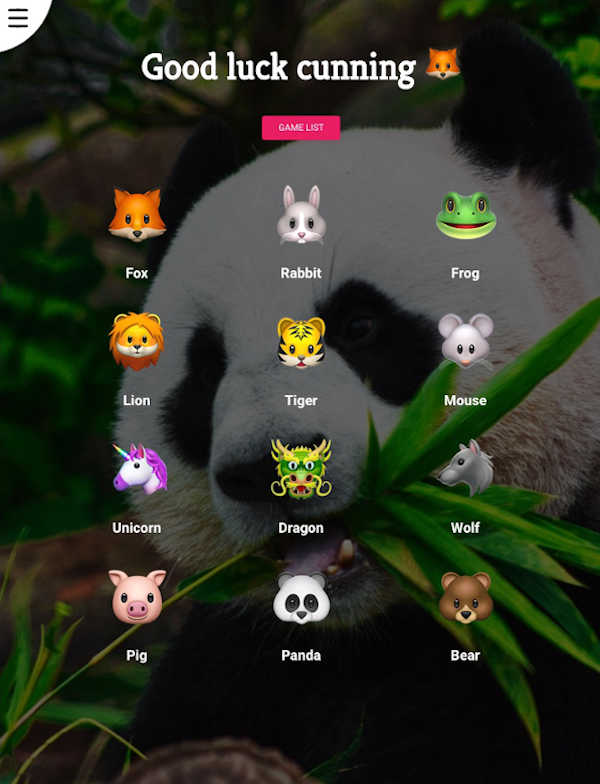 Good luck cunning 🦊
GAME LIST
Fox Rabbit Frog
Lion Tiger Mouse
Unicorn Dragon Wolf
Pig Panda Bear